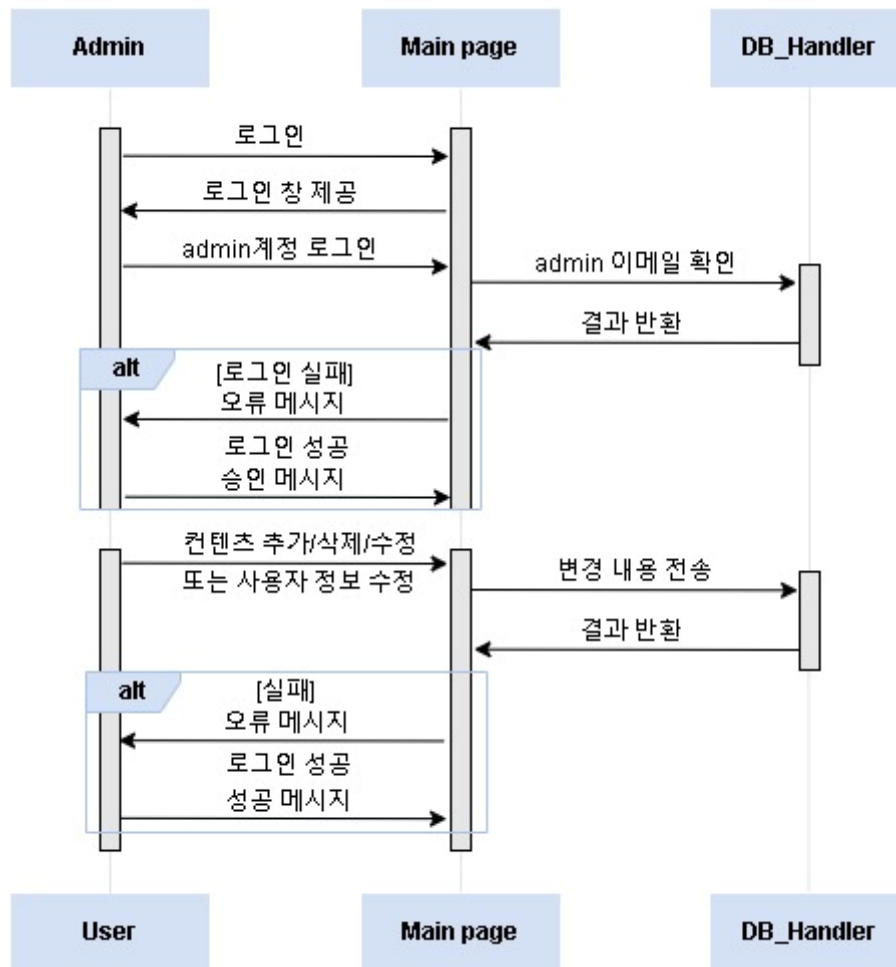 Admin
Main page
DB_Handler
로그인
로그인 창 제공
admin계정 로그인
admin 이메일 확인
결과 반환
alt
[로그인 실패]
오류 메시지
로그인 성공
승인 메시지
컨텐츠 추가/삭제/수정
또는 사용자 정보 수정
변경 내용 전송
결과 반환
alt
[실패]
오류 메시지
로그인 성공
성공 메시지
User
Main page
DB_Handler